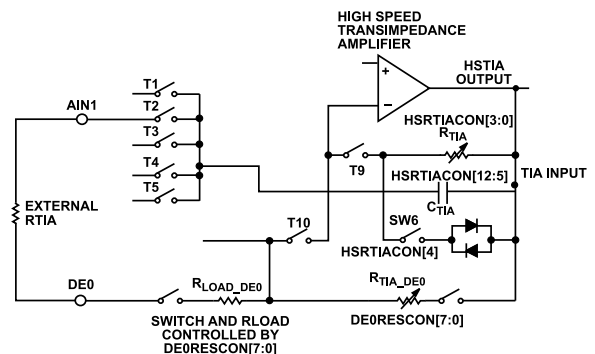 HIGH SPEED
TRANSIMPEDANCE
AMPLIFIER
HSTIA
OUTPUT
T1
AIN1
T2
T3
T4
T5
+
−
HSRTIACON[3:0]
RTIA
T9
HSRTIACON[12:5]
TIA INPUT
CTIA
EXTERNAL
RTIA
T10
SW6
HSRTIACON[4]
DE0
RLOAD_DE0
RTIA_DE0
SWITCH AND RLOAD
CONTROLLED BY
DE0RESCON[7:0]
DE0RESCON[7:0]